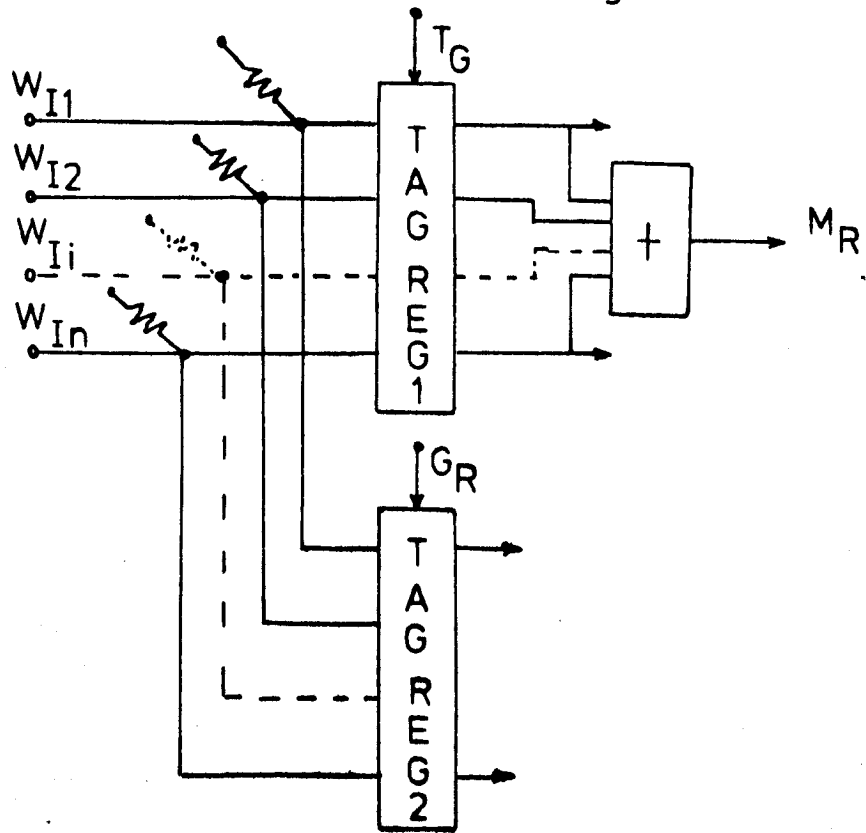 T_G
W_I1
W_I2
W_Ii
W_In
TAG REG 1
+
M_R
G_R
TAG REG 2